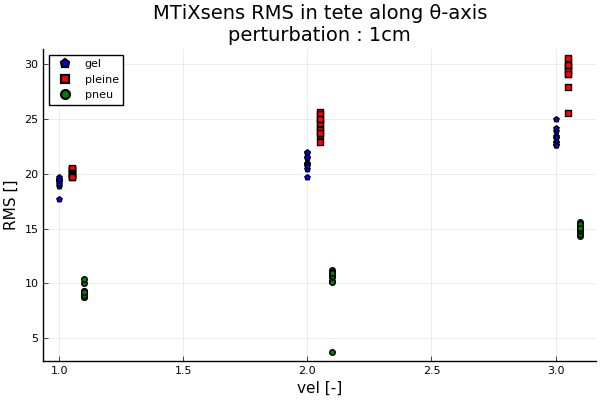 MTiXsens RMS in tete along θ-axis
perturbation : 1cm
gel
pleine
pneu
RMS []
30
25
20
15
10
5
1.0
1.5
2.0
2.5
3.0
vel [-]